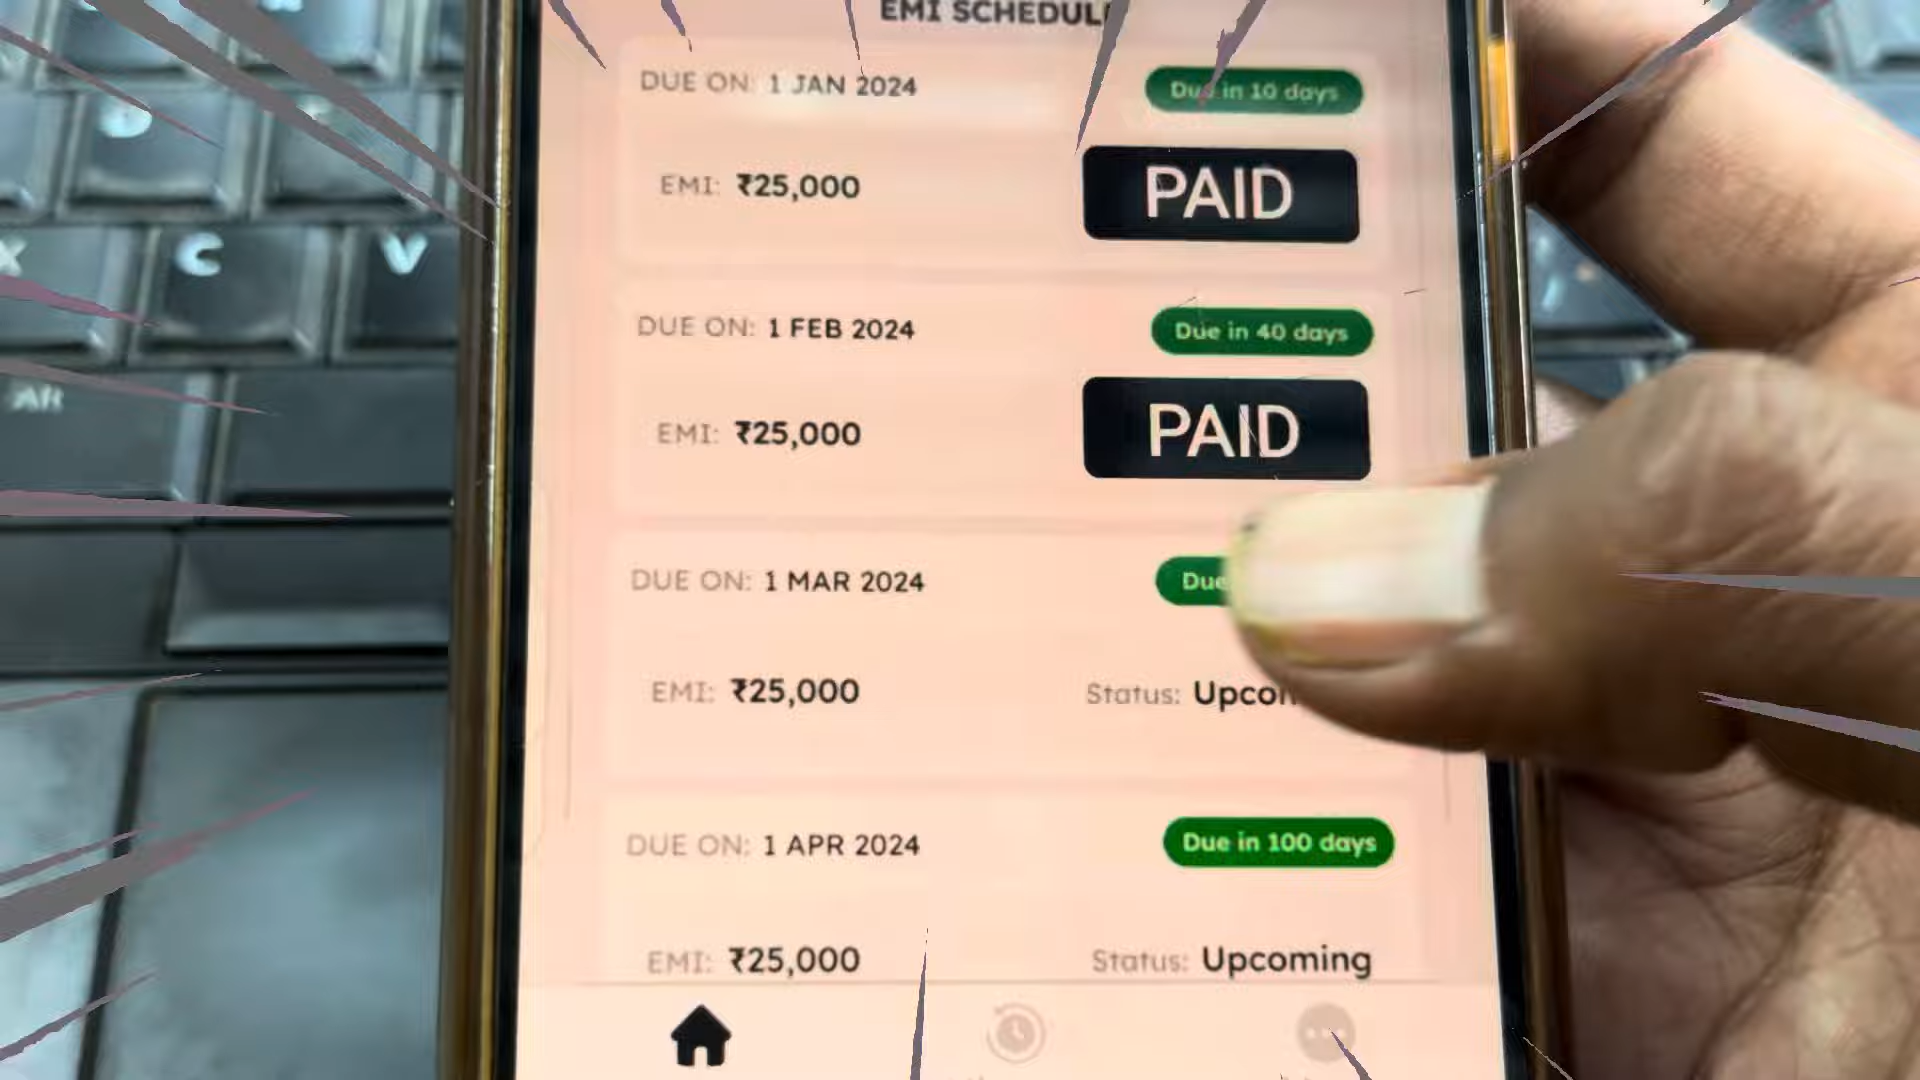 EMI SCHEDULE
DUE ON: 1 JAN 2024
Due in 10 days
EMI: ₹25,000
PAID
DUE ON: 1 FEB 2024
Due in 40 days
EMI: ₹25,000
PAID
DUE ON: 1 MAR 2024
Due
EMI: ₹25,000
Status:
DUE ON: 1 APR 2024
Due in 100 days
EMI: ₹25,000
Status: Upcoming
C
V